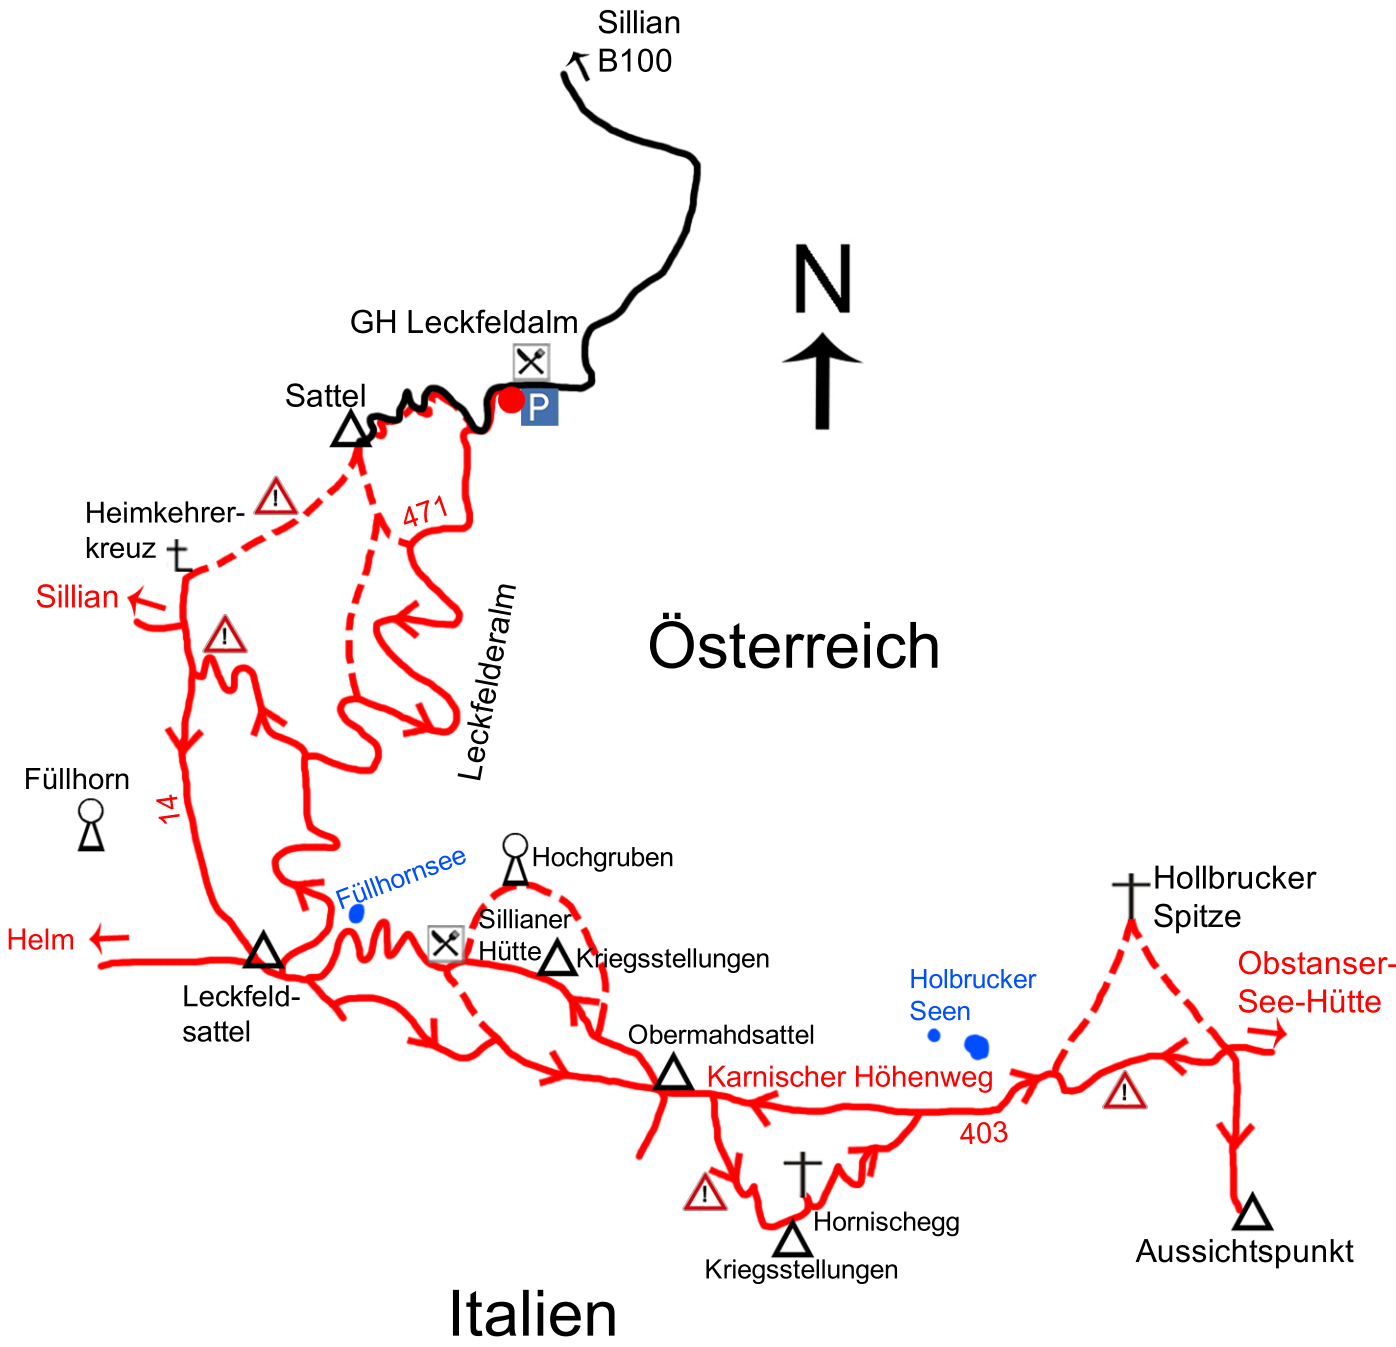 Sillian
B100
N
GH Leckfeldalm
P
Sattel
!
471
Heimkehrer-
kreuz
Sillian
!
Leckfelderalm
Österreich
Füllhorn
14
Füllhornsee
Hochgruben
Sillianer
Hütte
Kriegsstellungen
Hollbrucker
Spitze
Helm
Leckfeld-
sattel
Holbrucker
Seen
Obstanser-
See-Hütte
Obermahdsattel
Karnischer Höhenweg
!
403
!
Hornischegg
Kriegsstellungen
Aussichtspunkt
Italien